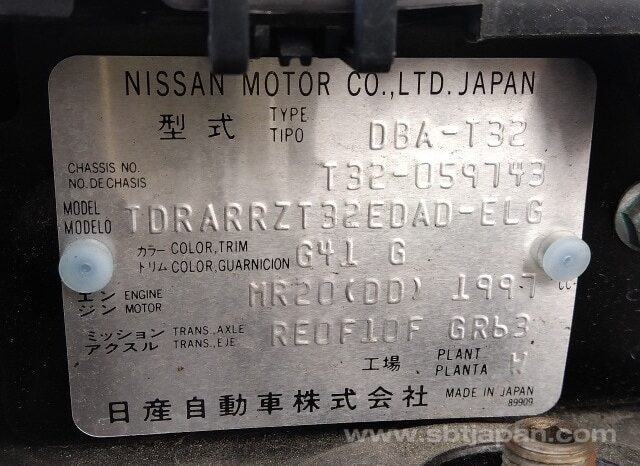 NISSAN MOTOR CO., LTD. JAPAN
型式 TYPE TIPO DBA-T32
CHASSIS NO. NO. DE CHASIS T32-059743
MODEL MODELO TDRARRZT32EDAD-ELG
カラー COLOR, TRIM トリム COLOR, GUARNICION G41 G
エンジン ENGINE MOTOR MR20(DD) 1997 CC
ミッション TRANS., AXLE アクスル TRANS., EJE RE0F10F GR63
工場 PLANT PLANTA W
日産自動車株式会社 MADE IN JAPAN
89909
www.sbtjapan.com